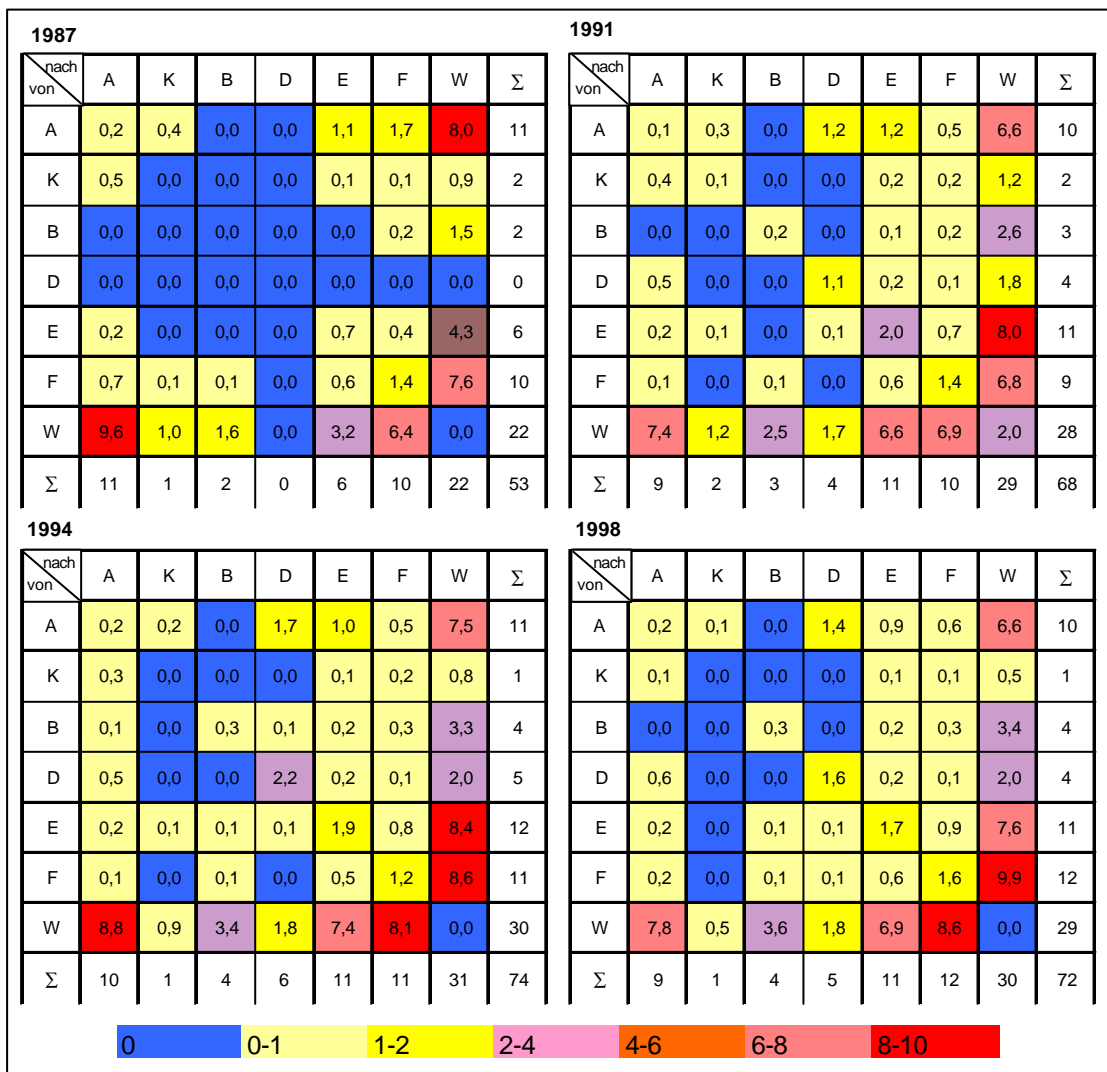 1987
nach
von A K B D E F W Σ
A 0,2 0,4 0,0 0,0 1,1 1,7 8,0 11
K 0,5 0,0 0,0 0,0 0,1 0,1 0,9 2
B 0,0 0,0 0,0 0,0 0,0 0,2 1,5 2
D 0,0 0,0 0,0 0,0 0,0 0,0 0,0 0
E 0,2 0,0 0,0 0,0 0,7 0,4 4,3 6
F 0,7 0,1 0,1 0,0 0,6 1,4 7,6 10
W 9,6 1,0 1,6 0,0 3,2 6,4 0,0 22
Σ 11 1 2 0 6 10 22 53
1991
nach
von A K B D E F W Σ
A 0,1 0,3 0,0 1,2 1,2 0,5 6,6 10
K 0,4 0,1 0,0 0,0 0,2 0,2 1,2 2
B 0,0 0,0 0,2 0,0 0,1 0,2 2,6 3
D 0,5 0,0 0,0 1,1 0,2 0,1 1,8 4
E 0,2 0,1 0,0 0,1 2,0 0,7 8,0 11
F 0,1 0,0 0,1 0,0 0,6 1,4 6,8 9
W 7,4 1,2 2,5 1,7 6,6 6,9 2,0 28
Σ 9 2 3 4 11 10 29 68
1994
nach
von A K B D E F W Σ
A 0,2 0,2 0,0 1,7 1,0 0,5 7,5 11
K 0,3 0,0 0,0 0,0 0,1 0,2 0,8 1
B 0,1 0,0 0,3 0,1 0,2 0,3 3,3 4
D 0,5 0,0 0,0 2,2 0,2 0,1 2,0 5
E 0,2 0,1 0,1 0,1 1,9 0,8 8,4 12
F 0,1 0,0 0,1 0,0 0,5 1,2 8,6 11
W 8,8 0,9 3,4 1,8 7,4 8,1 0,0 30
Σ 10 1 4 6 11 11 31 74
1998
nach
von A K B D E F W Σ
A 0,2 0,1 0,0 1,4 0,9 0,6 6,6 10
K 0,1 0,0 0,0 0,0 0,1 0,1 0,5 1
B 0,0 0,0 0,3 0,0 0,2 0,3 3,4 4
D 0,6 0,0 0,0 1,6 0,2 0,1 2,0 4
E 0,2 0,0 0,1 0,1 1,7 0,9 7,6 11
F 0,2 0,0 0,1 0,1 0,6 1,6 9,9 12
W 7,8 0,5 3,6 1,8 6,9 8,6 0,0 29
Σ 9 1 4 5 11 12 30 72
0 0-1 1-2 2-4 4-6 6-8 8-10